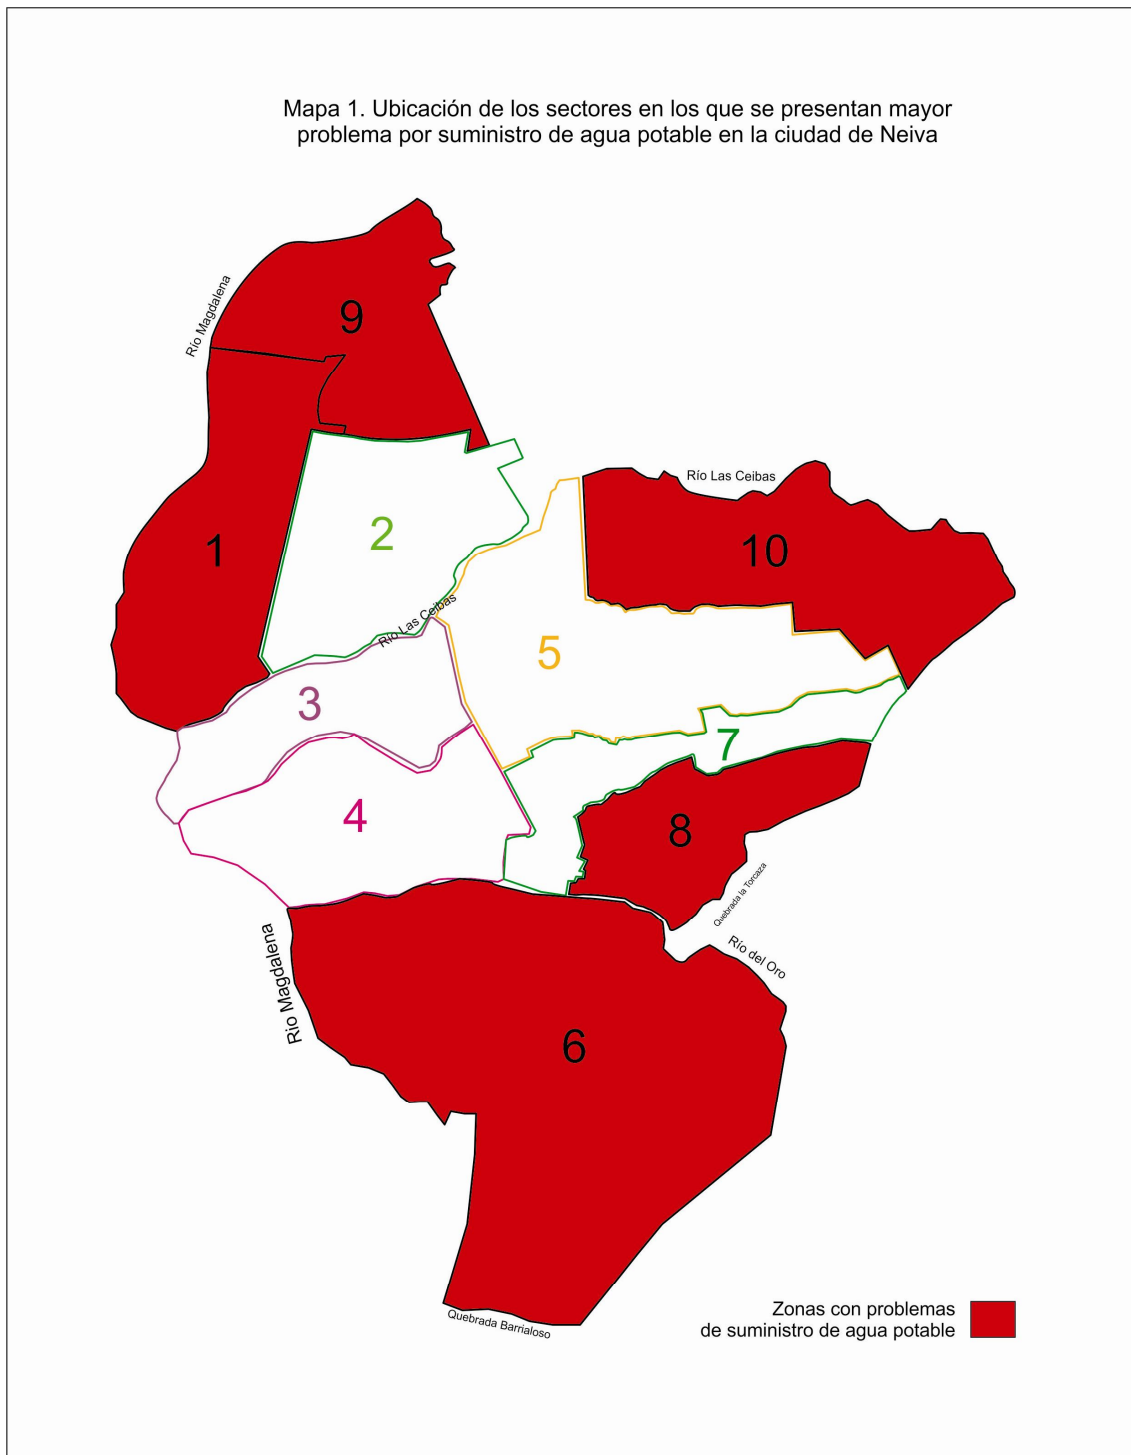 Mapa 1. Ubicación de los sectores en los que se presentan mayor
problema por suministro de agua potable en la ciudad de Neiva
Río Magdalena
9
Río Las Ceibas
1
2
10
Río Las Ceibas
5
3
7
4
8
Quebrada la Torcaza
Río del Oro
Río Magdalena
6
Quebrada Barrialoso
Zonas con problemas
de suministro de agua potable